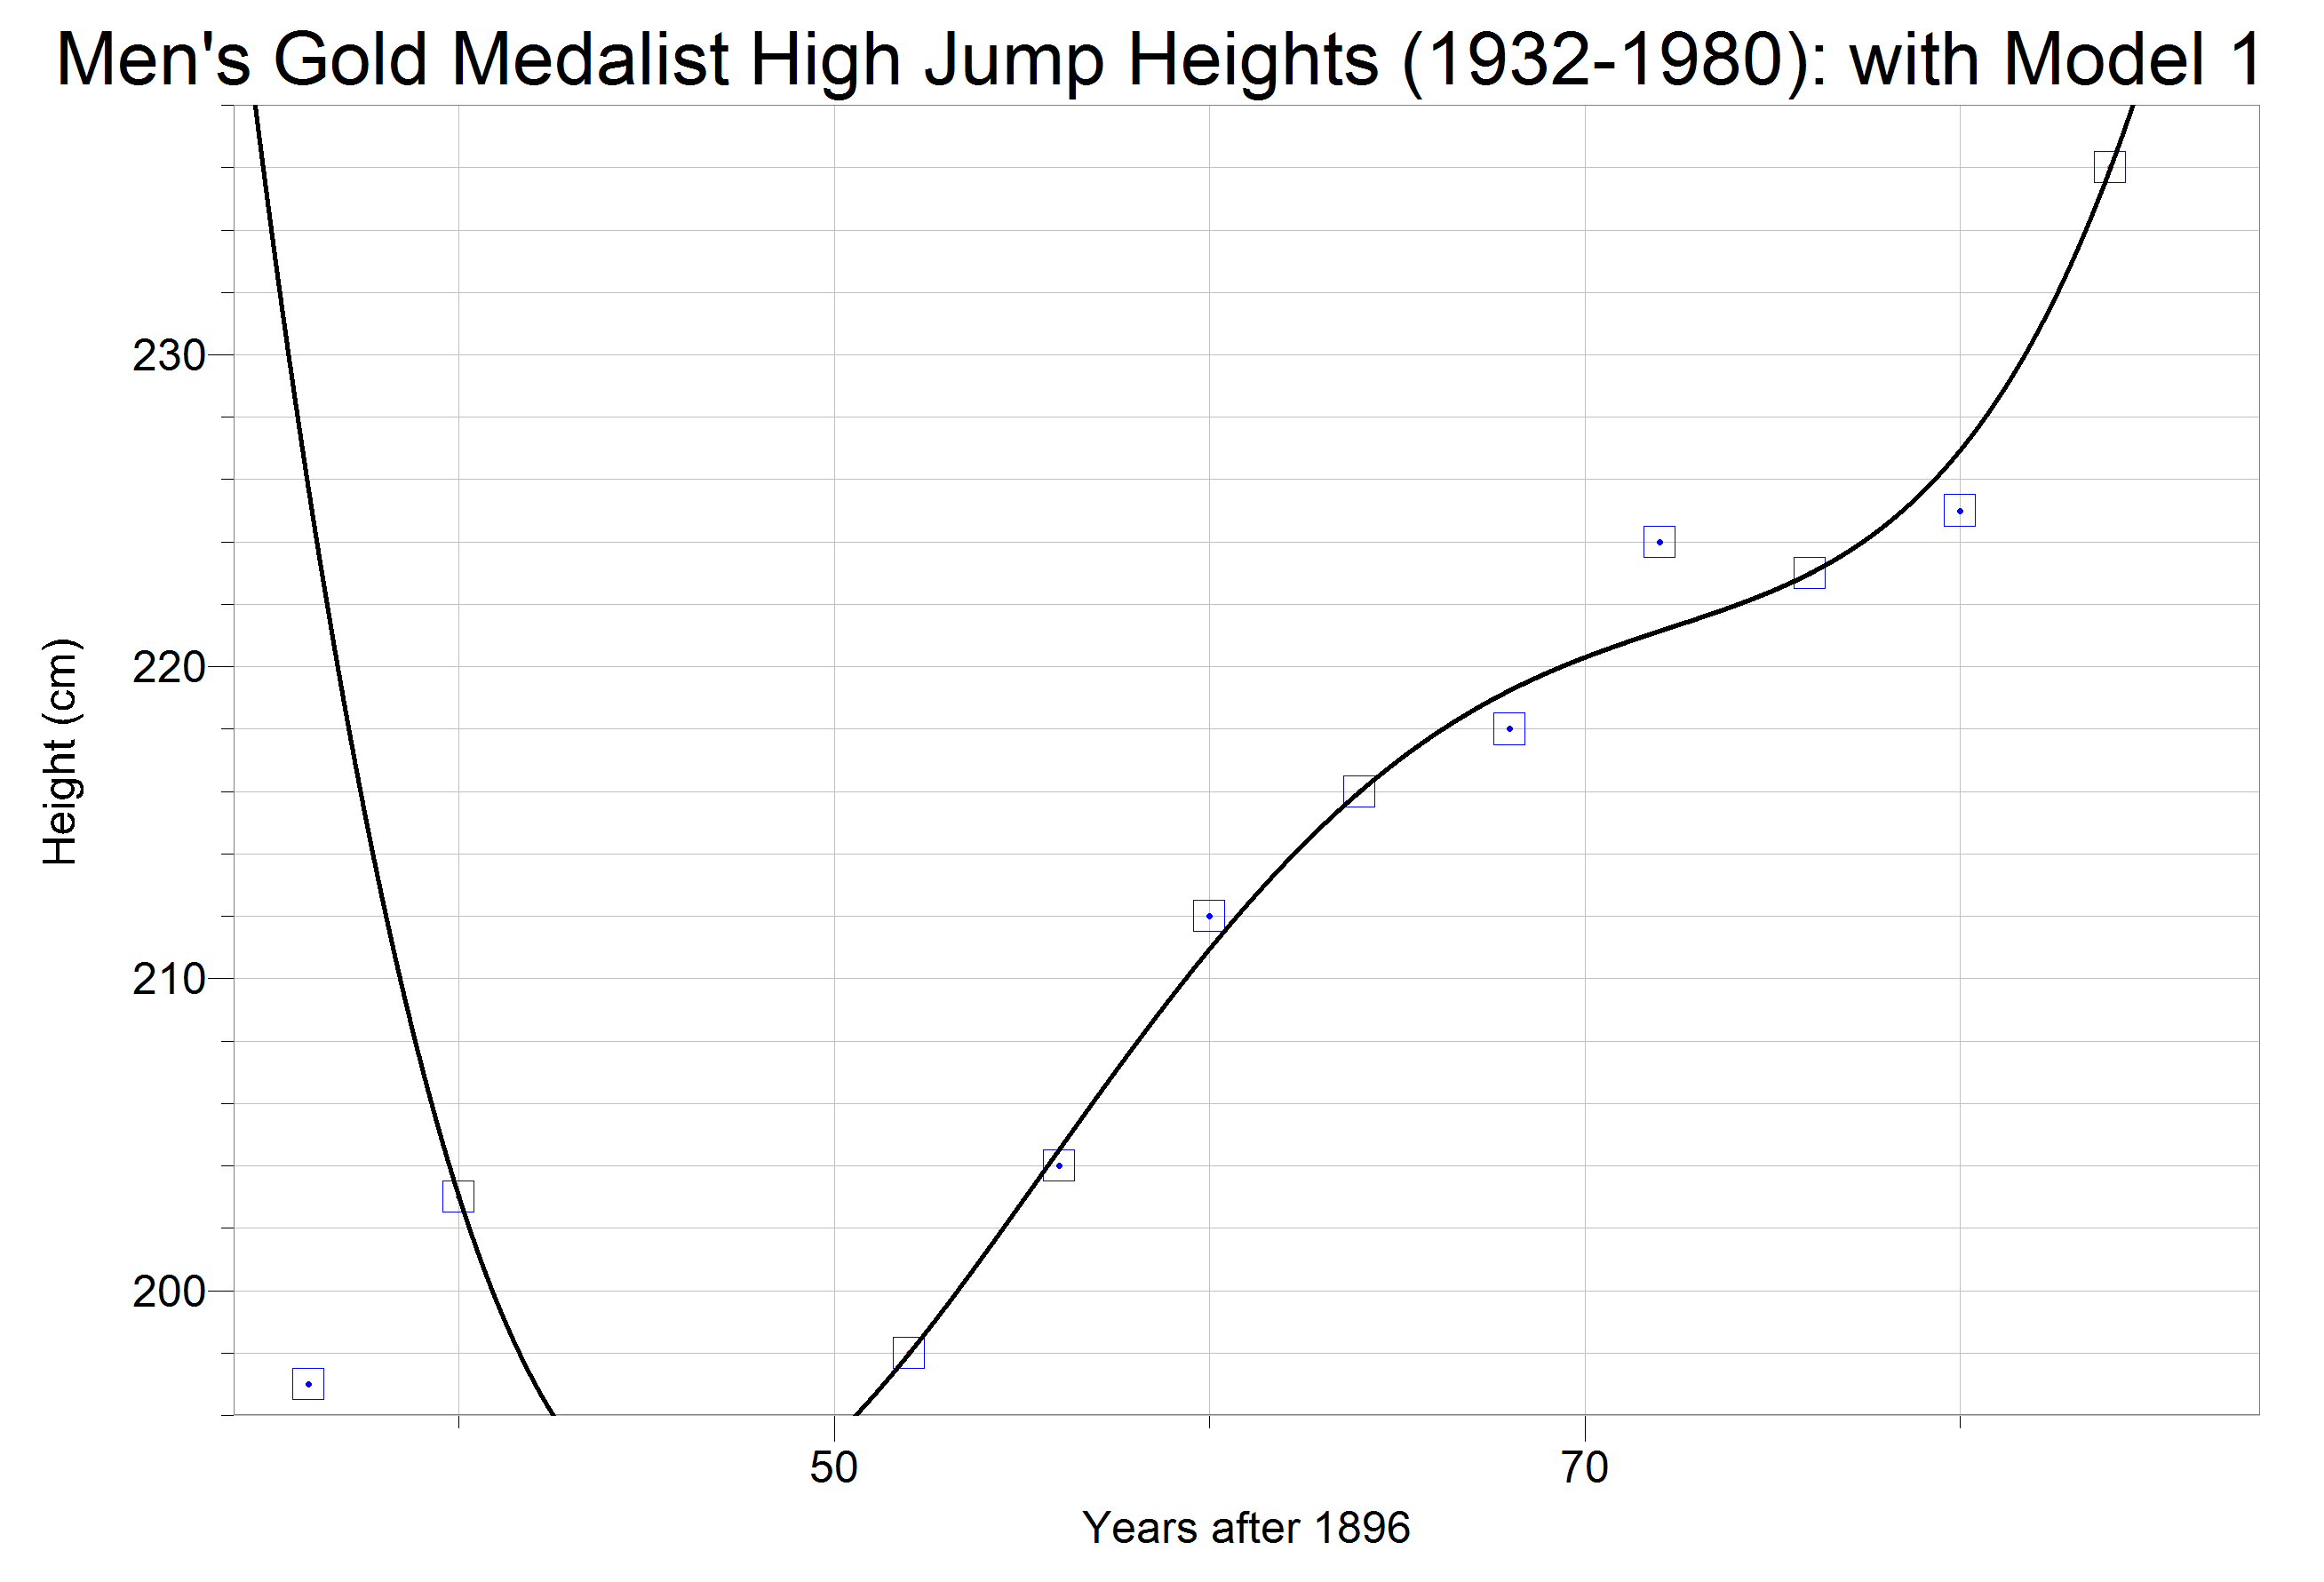 Men's Gold Medalist High Jump Heights (1932-1980): with Model 1
230
220
Height (cm)
210
200
50
70
Years after 1896